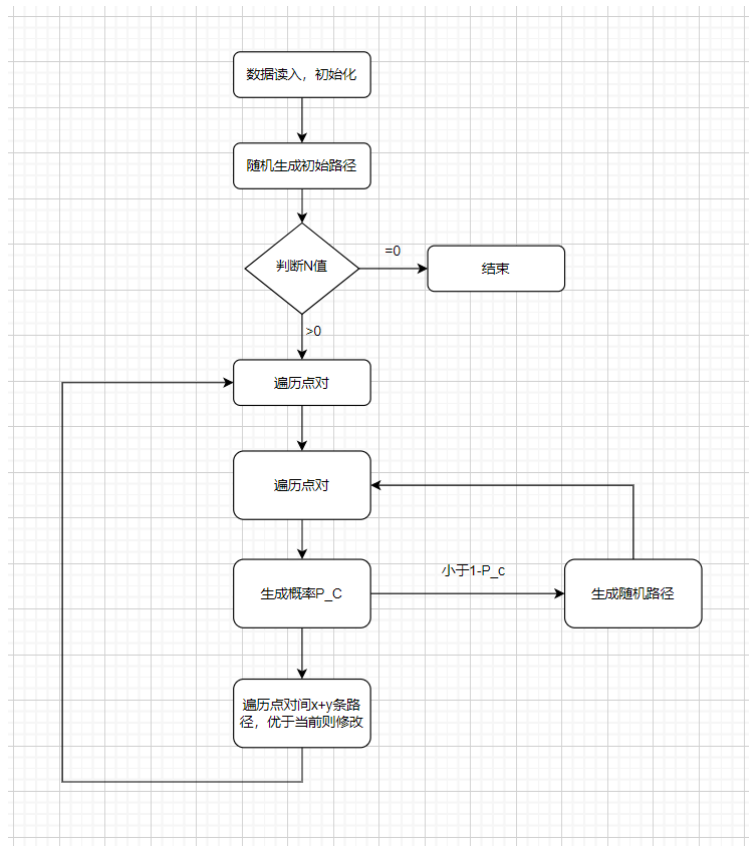 数据读入，初始化
随机生成初始路径
判断N值
=0
结束
>0
遍历点对
遍历点对
生成概率P_C
小于1-P_c
生成随机路径
遍历点对间x+y条路
径，优于当前则修改